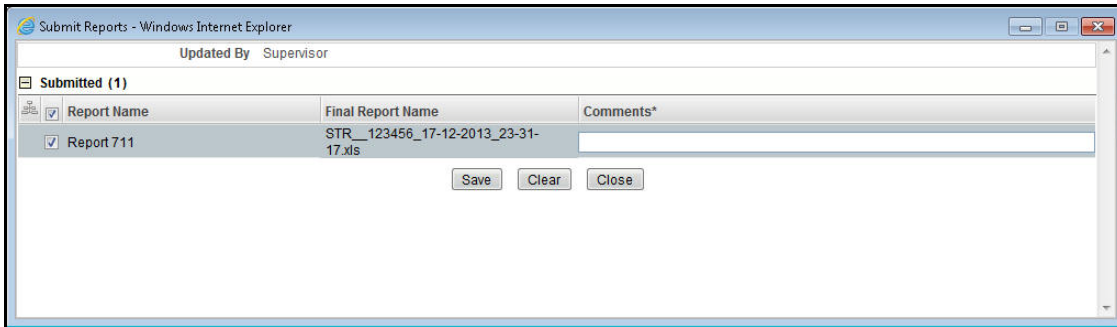 Submit Reports - Windows Internet Explorer
Updated By Supervisor
Submitted (1)
Report Name Final Report Name Comments*
Report 711 STR__123456_17-12-2013_23-31-
17.xls
Save Clear Close